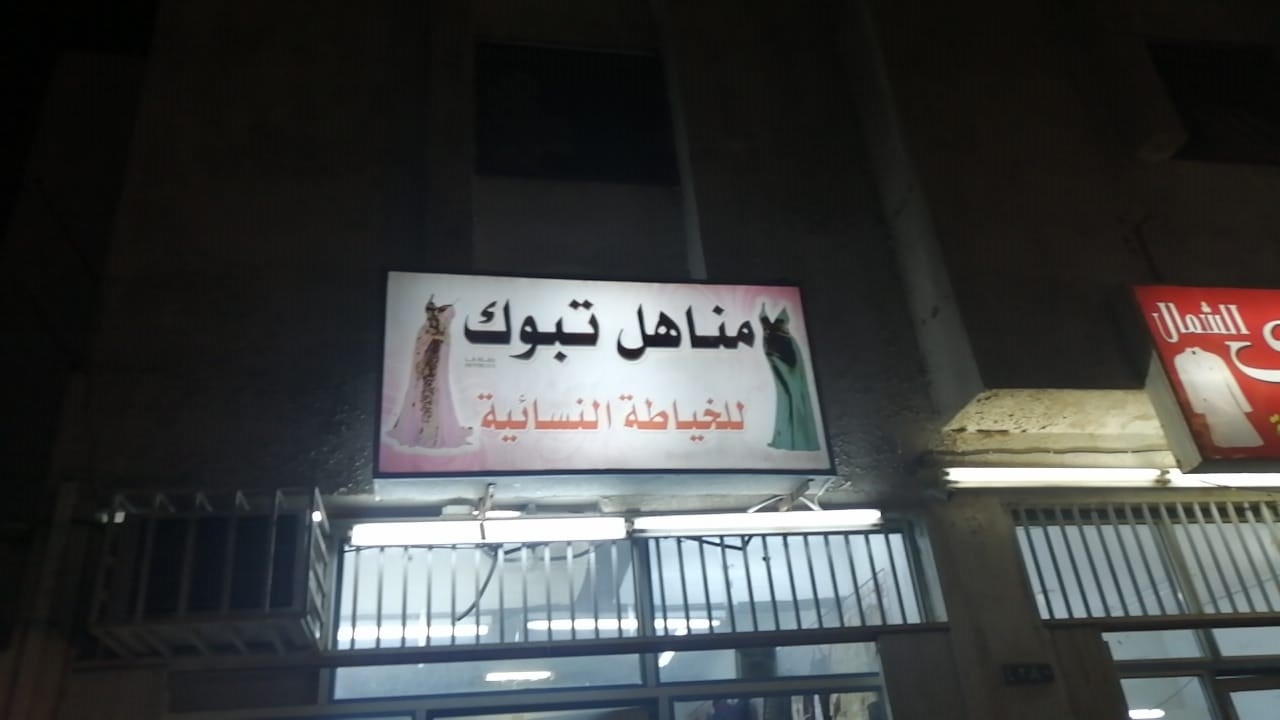 مناهل تبوك
للخياطة النسائية
الشمال